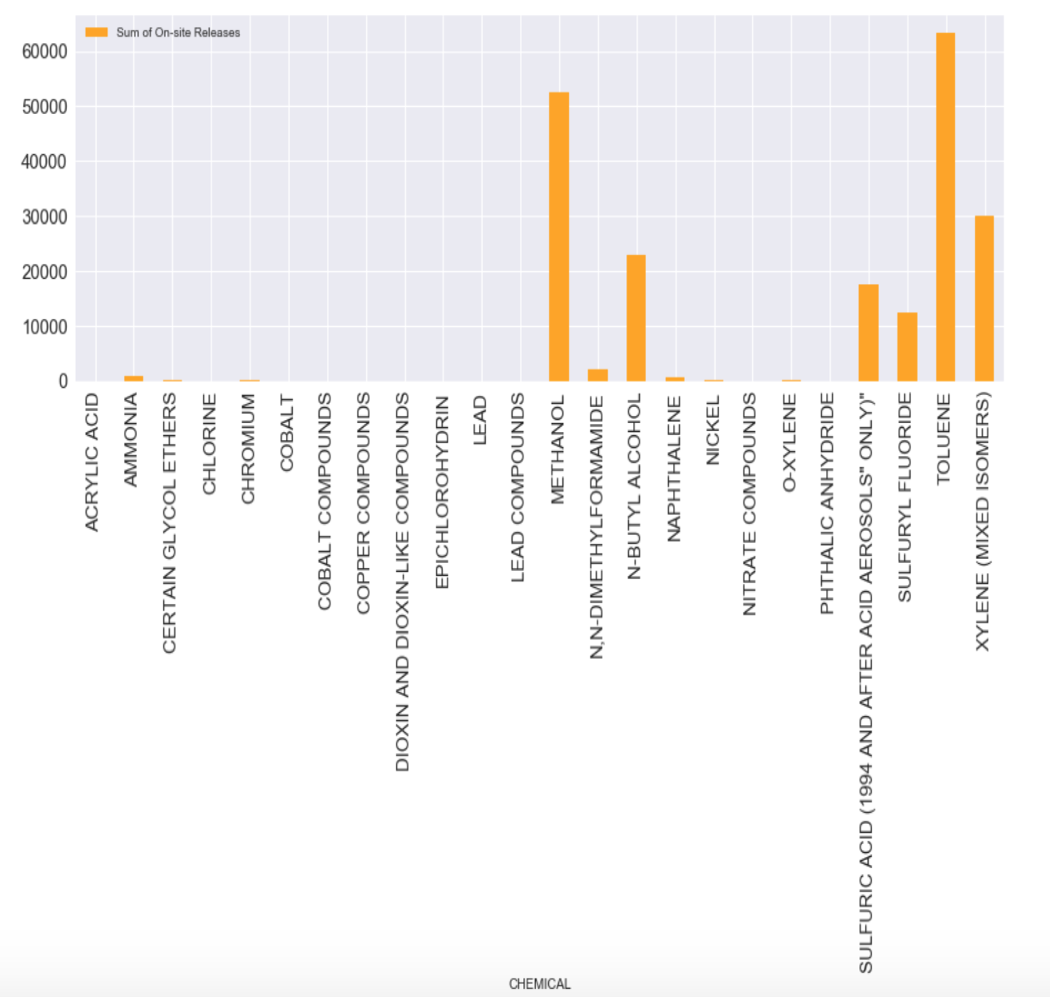 Sum of On-site Releases
60000
50000
40000
30000
20000
10000
0
ACRYLIC ACID
AMMONIA
CERTAIN GLYCOL ETHERS
CHLORINE
CHROMIUM
COBALT
COBALT COMPOUNDS
COPPER COMPOUNDS
DIOXIN AND DIOXIN-LIKE COMPOUNDS
EPICHLOROHYDRIN
LEAD
LEAD COMPOUNDS
METHANOL
N,N-DIMETHYLFORMAMIDE
N-BUTYL ALCOHOL
NAPHTHALENE
NICKEL
NITRATE COMPOUNDS
O-XYLENE
PHTHALIC ANHYDRIDE
SULFURIC ACID (1994 AND AFTER ACID AEROSOLS" ONLY)"
SULFURYL FLUORIDE
TOLUENE
XYLENE (MIXED ISOMERS)
CHEMICAL